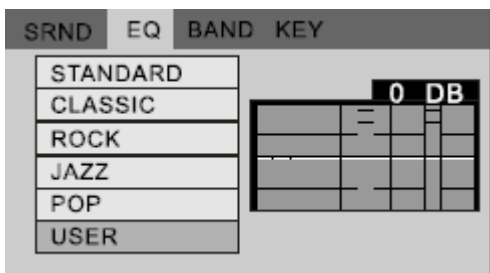 SRND EQ BAND KEY
STANDARD
0 DB
CLASSIC
ROCK
JAZZ
POP
USER